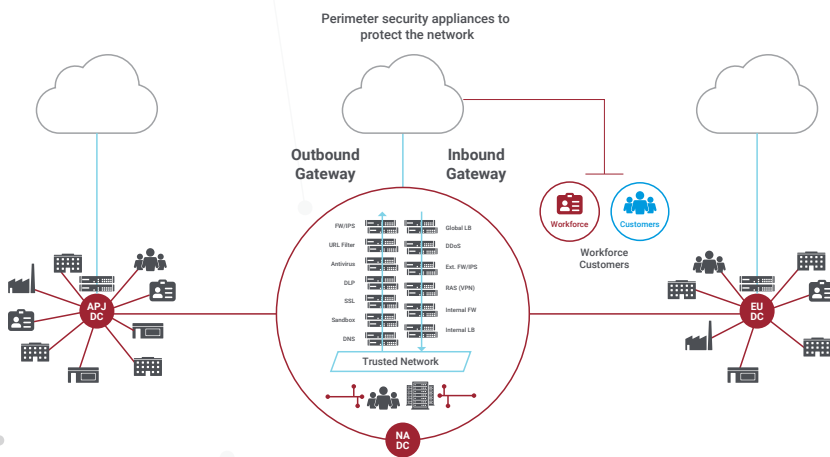 Perimeter security appliances to
protect the network
Outbound
Gateway
Inbound
Gateway
FW/IPS
URL Filter
Antivirus
DLP
SSL
Sandbox
DNS
Global LB
DDoS
Ext. FW/IPS
RAS (VPN)
Internal FW
Internal LB
Trusted Network
Workforce
Customers
Workforce
Customers
APJ
DC
NA
DC
EU
DC